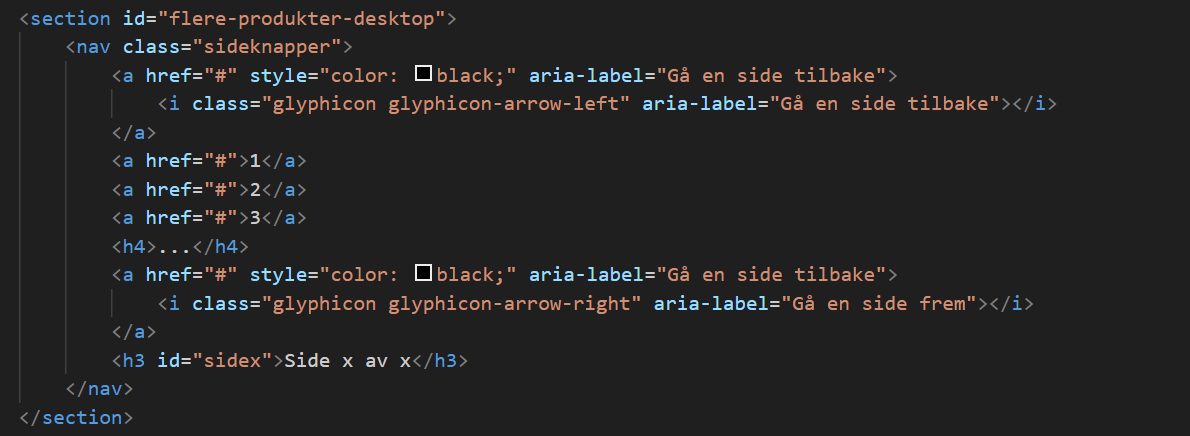 <section id="flere-produkter-desktop">
    <nav class="sideknapper">
        <a href="#" style="color: black;" aria-label="Gå en side tilbake">
            <i class="glyphicon glyphicon-arrow-left" aria-label="Gå en side tilbake"></i>
        </a>
        <a href="#">1</a>
        <a href="#">2</a>
        <a href="#">3</a>
        <h4>...</h4>
        <a href="#" style="color: black;" aria-label="Gå en side tilbake">
            <i class="glyphicon glyphicon-arrow-right" aria-label="Gå en side frem"></i>
        </a>
        <h3 id="sidex">Side x av x</h3>
    </nav>
</section>